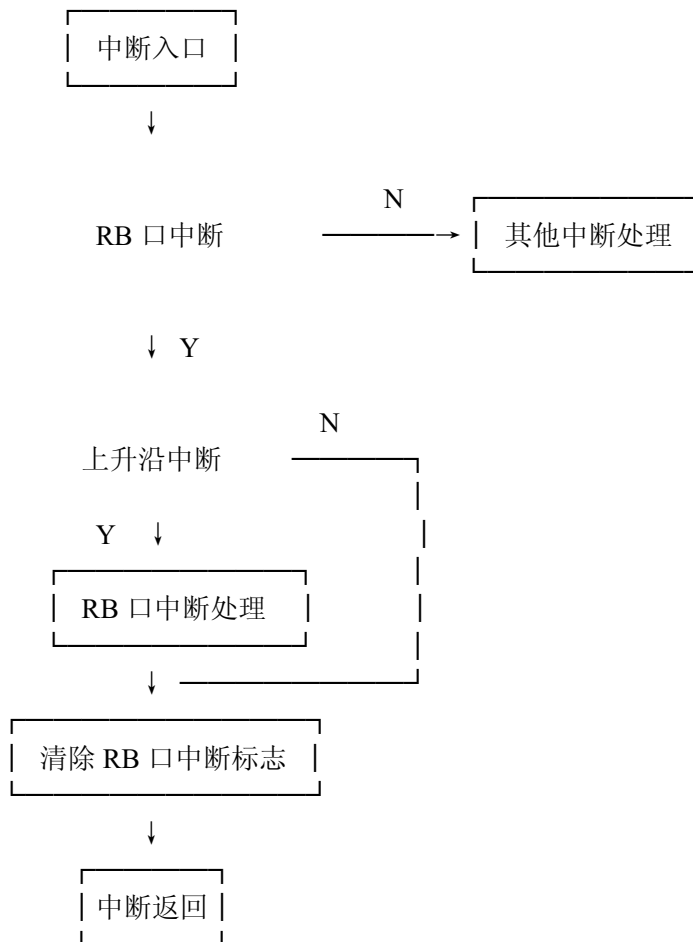 中断入口
↓
N
RB 口中断 ———→ 其他中断处理
↓ Y
N
上升沿中断
Y ↓
RB 口中断处理
↓
清除 RB 口中断标志
↓
中断返回